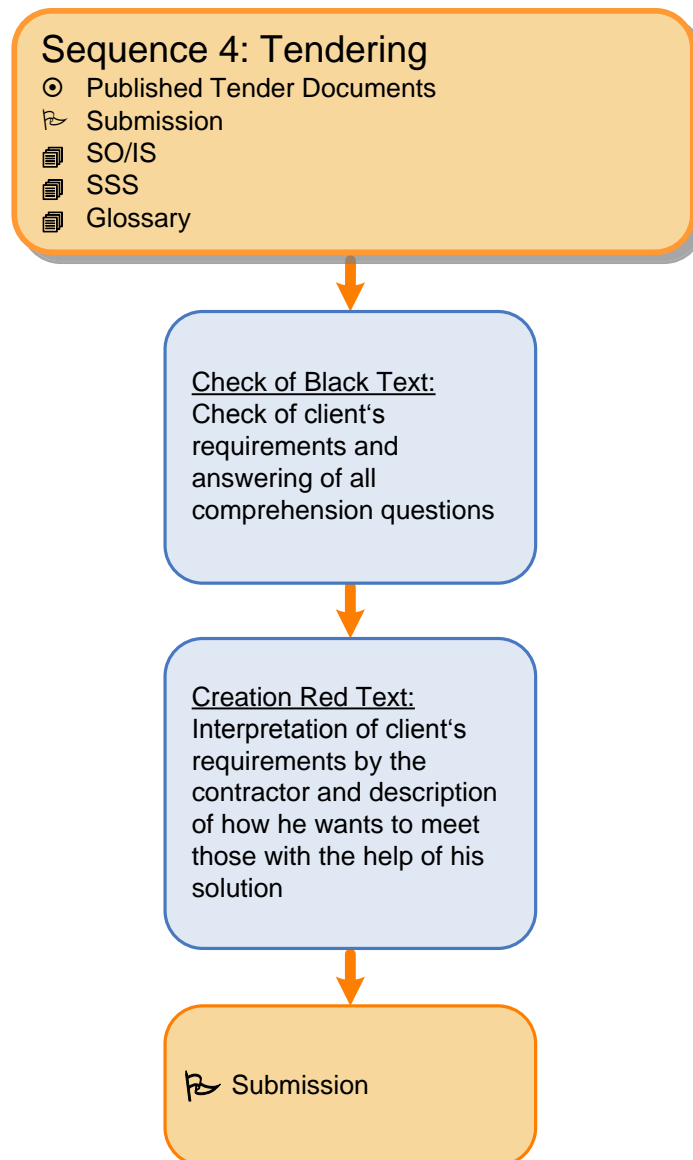 Sequence 4: Tendering
Published Tender Documents
Submission
SO/IS
SSS
Glossary
Check of Black Text:
Check of client‘s
requirements and
answering of all
comprehension questions
Creation Red Text:
Interpretation of client‘s
requirements by the
contractor and description
of how he wants to meet
those with the help of his
solution
Submission